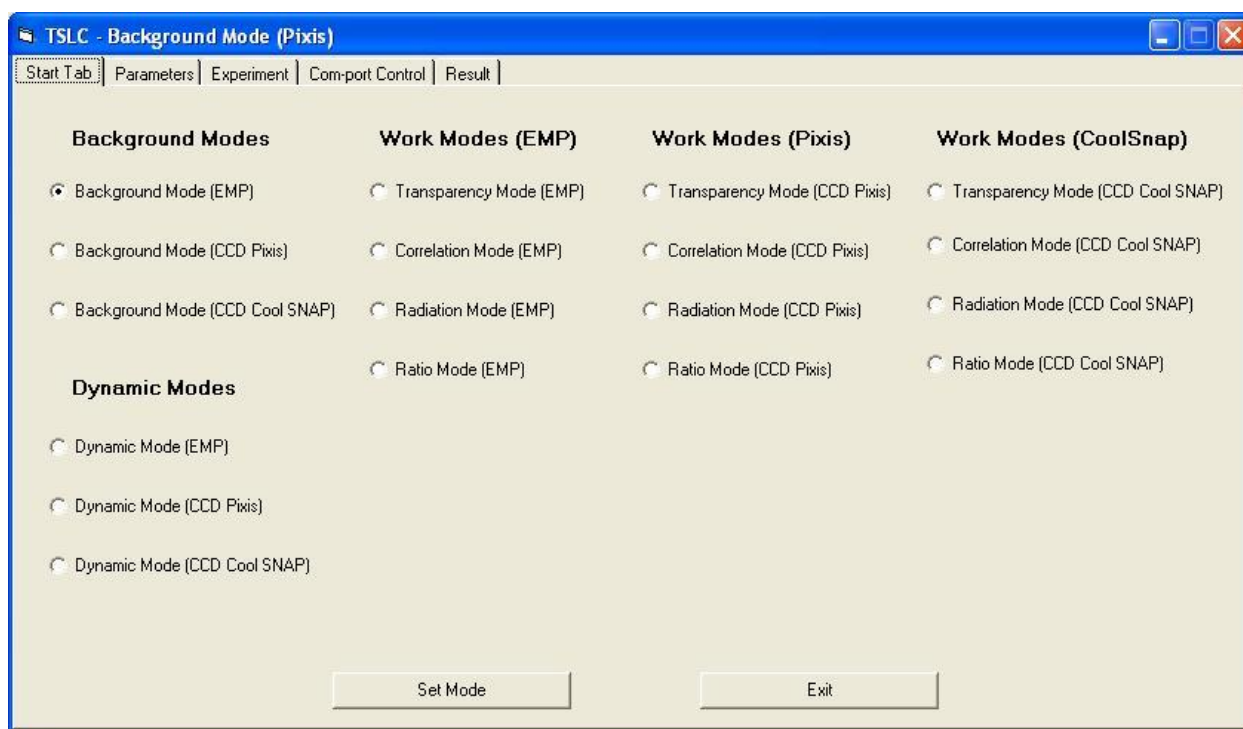 TSLC - Background Mode (Pixis)
Start Tab Parameters Experiment Com-port Control Result
Background Modes
Background Mode (EMP)
Background Mode (CCD Pixis)
Background Mode (CCD Cool SNAP)
Dynamic Modes
Dynamic Mode (EMP)
Dynamic Mode (CCD Pixis)
Dynamic Mode (CCD Cool SNAP)
Work Modes (EMP)
Transparency Mode (EMP)
Correlation Mode (EMP)
Radiation Mode (EMP)
Ratio Mode (EMP)
Work Modes (Pixis)
Transparency Mode (CCD Pixis)
Correlation Mode (CCD Pixis)
Radiation Mode (CCD Pixis)
Ratio Mode (CCD Pixis)
Work Modes (CoolSnap)
Transparency Mode (CCD Cool SNAP)
Correlation Mode (CCD Cool SNAP)
Radiation Mode (CCD Cool SNAP)
Ratio Mode (CCD Cool SNAP)
Set Mode
Exit